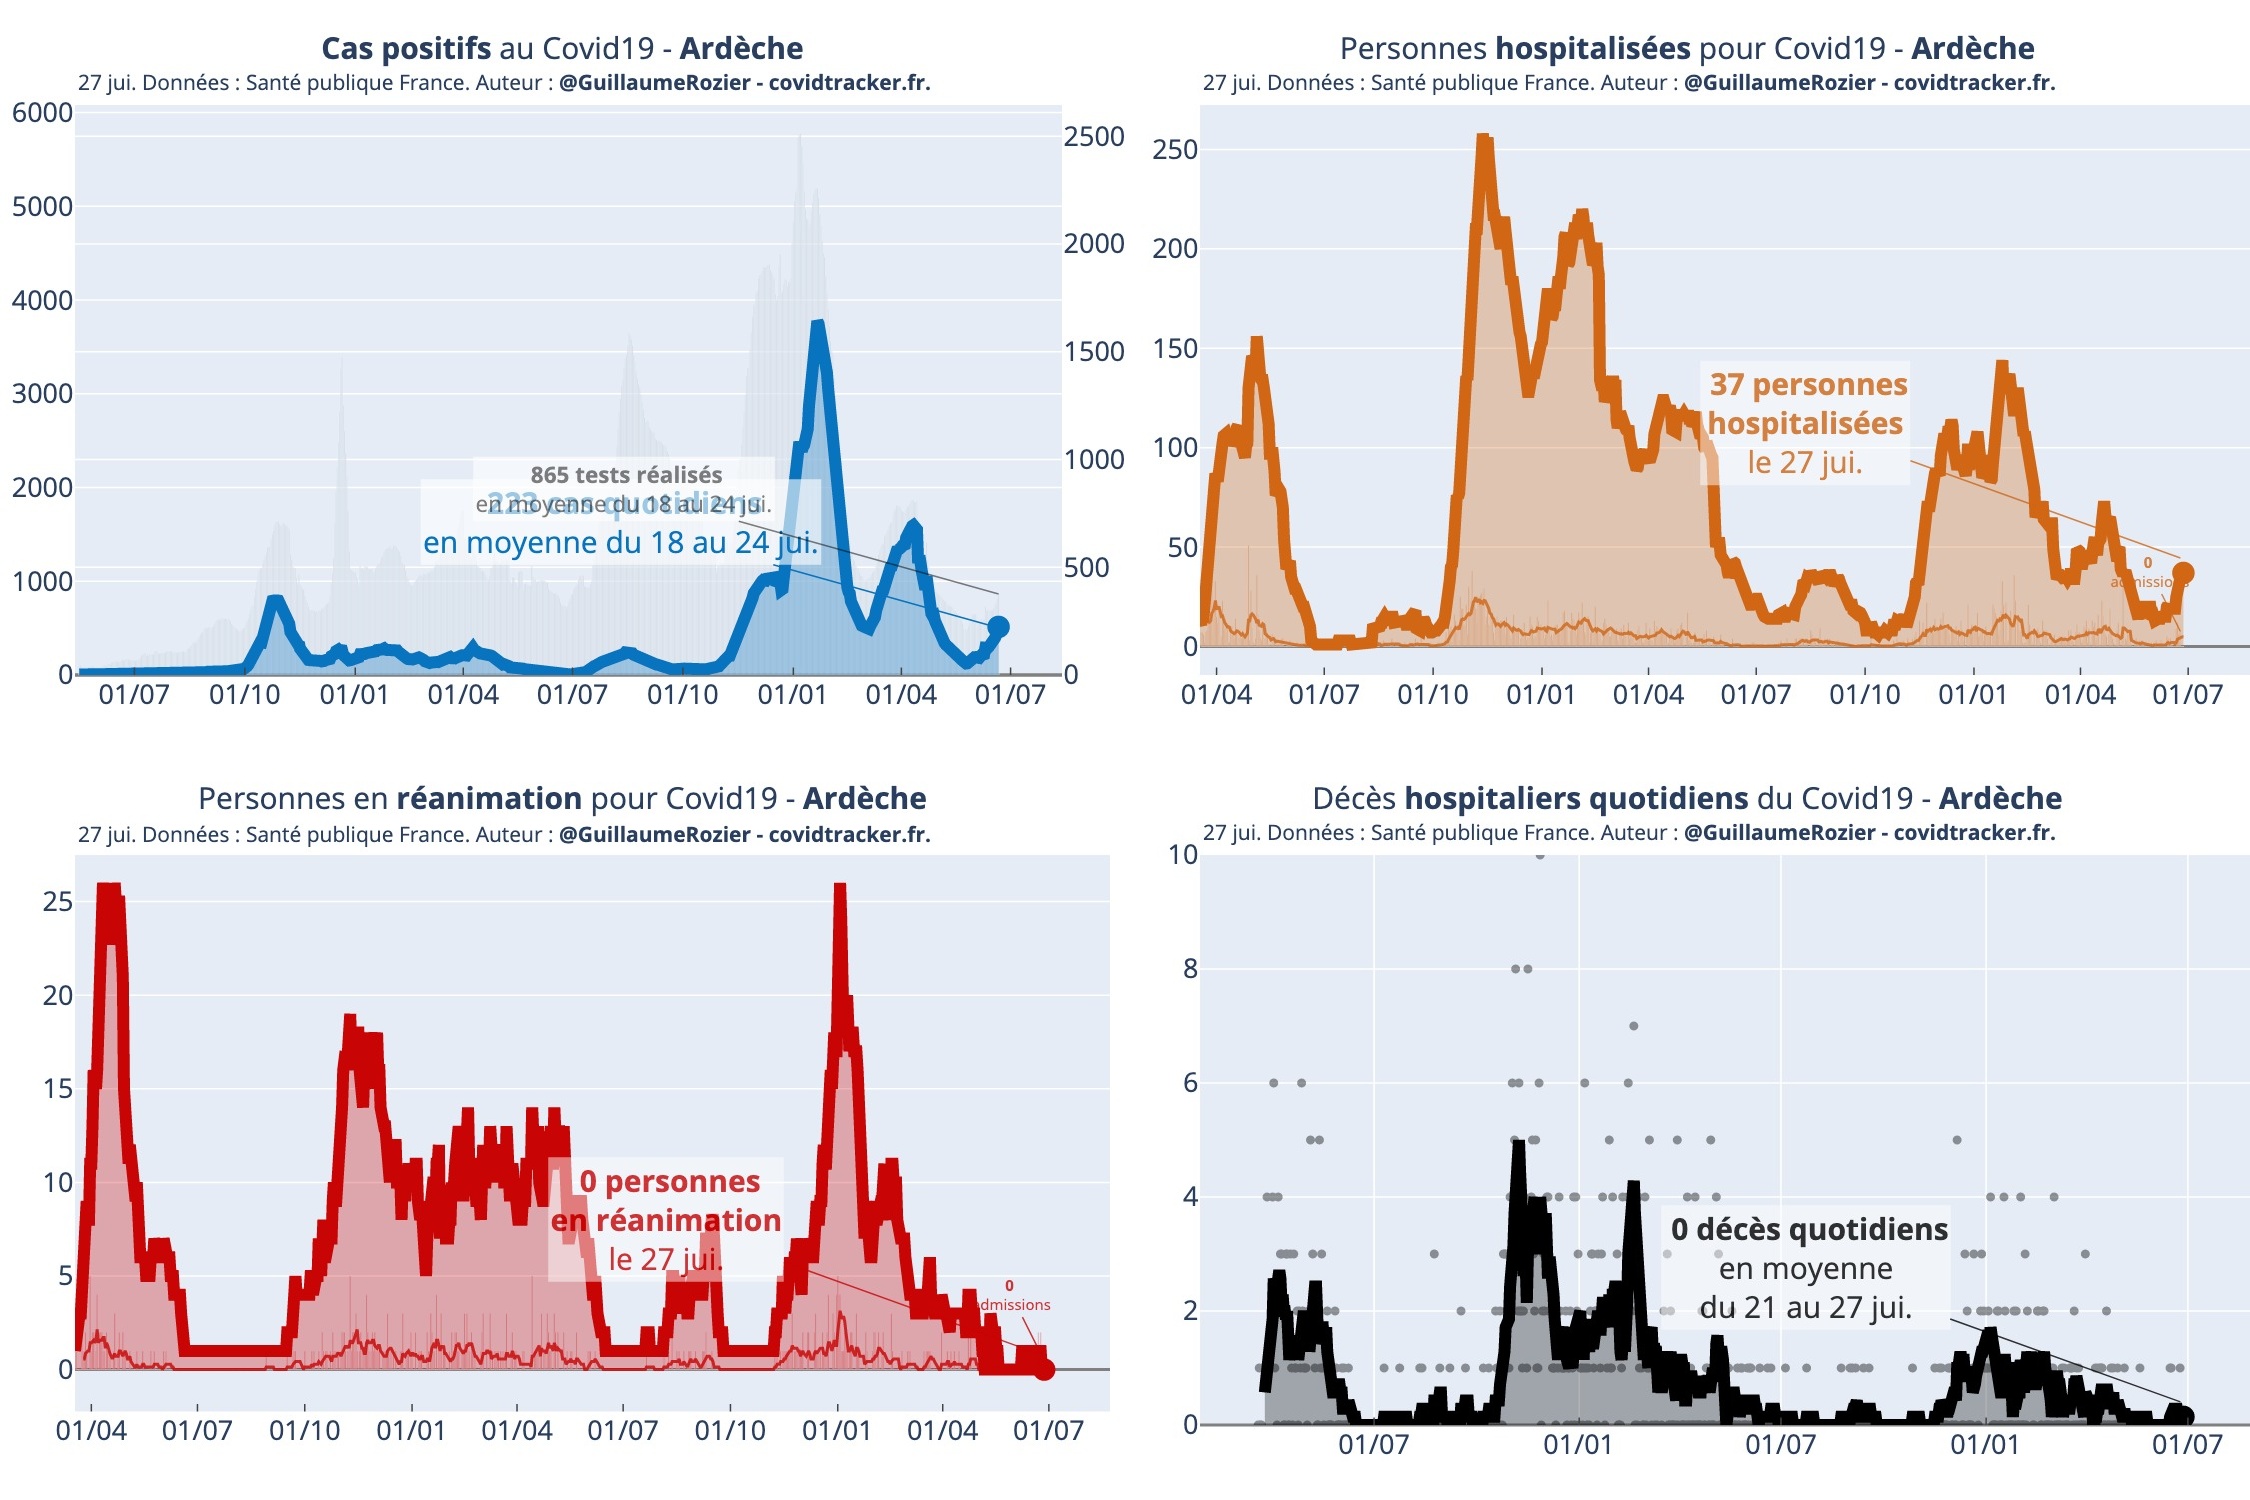 Cas positifs au Covid19 - Ardèche
27 jui. Données : Santé publique France. Auteur : @GuillaumeRozier - covidtracker.fr.
6000
5000
4000
3000
2000
1000
0
2500
2000
1500
1000
500
0
865 tests réalisés
en moyenne du 18 au 24 jui.
223 cas quotidiens
en moyenne du 18 au 24 jui.
01/07 01/10 01/01 01/04 01/07 01/10 01/01 01/04 01/07
Personnes hospitalisées pour Covid19 - Ardèche
27 jui. Données : Santé publique France. Auteur : @GuillaumeRozier - covidtracker.fr.
250
200
150
100
50
0
37 personnes
hospitalisées
le 27 jui.
0
admissions
01/04 01/07 01/10 01/01 01/04 01/07 01/10 01/01 01/04 01/07
Personnes en réanimation pour Covid19 - Ardèche
27 jui. Données : Santé publique France. Auteur : @GuillaumeRozier - covidtracker.fr.
25
20
15
10
5
0
0 personnes
en réanimation
le 27 jui.
0
admissions
01/04 01/07 01/10 01/01 01/04 01/07 01/10 01/01 01/04 01/07
Décès hospitaliers quotidiens du Covid19 - Ardèche
27 jui. Données : Santé publique France. Auteur : @GuillaumeRozier - covidtracker.fr.
10
8
6
4
2
0
0 décès quotidiens
en moyenne
du 21 au 27 jui.
01/07 01/01 01/07 01/01 01/07